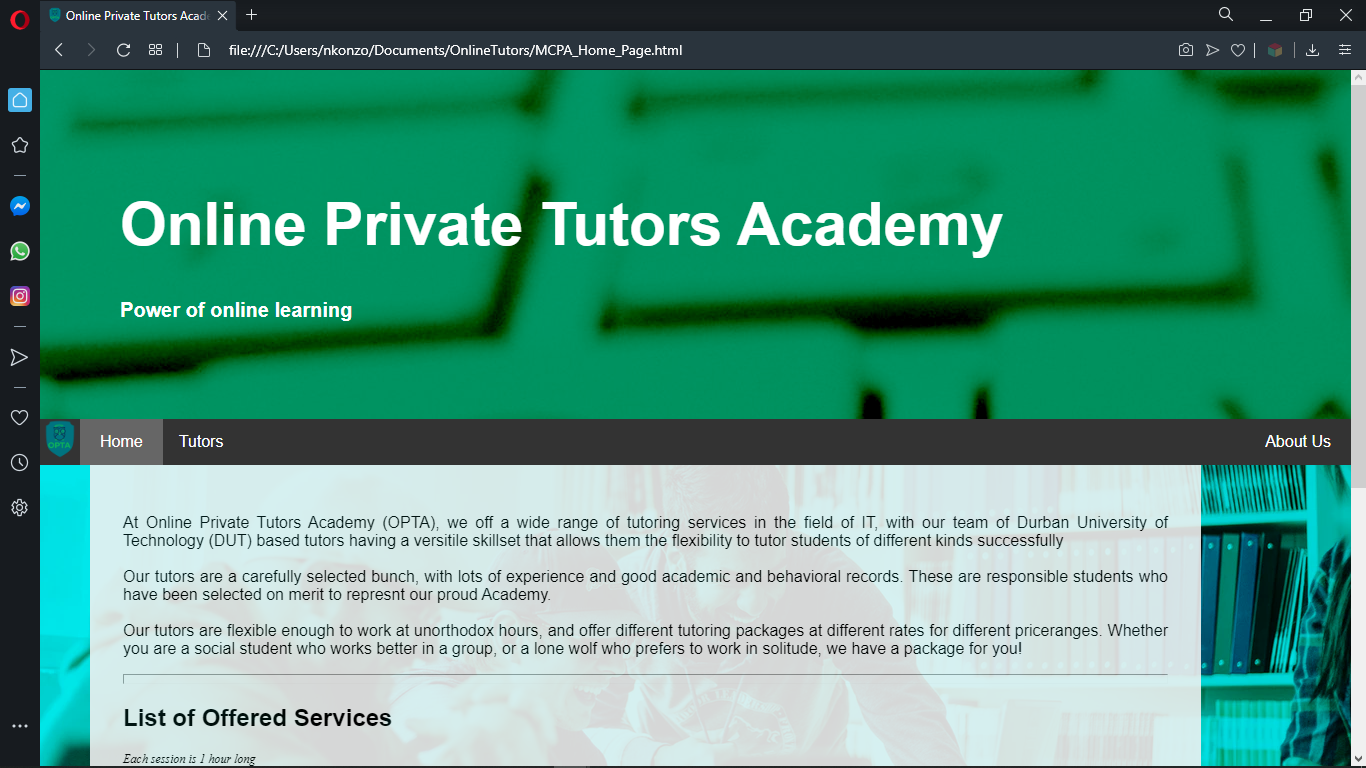 Online Private Tutors Acade
file:///C:/Users/nkonzo/Documents/OnlineTutors/MCPA_Home_Page.html
Online Private Tutors Academy
Power of online learning
OPTA
Home
Tutors
About Us
At Online Private Tutors Academy (OPTA), we off a wide range of tutoring services in the field of IT, with our team of Durban University of
Technology (DUT) based tutors having a versitile skillset that allows them the flexibility to tutor students of different kinds successfully
Our tutors are a carefully selected bunch, with lots of experience and good academic and behavioral records. These are responsible students who
have been selected on merit to represnt our proud Academy.
Our tutors are flexible enough to work at unorthodox hours, and offer different tutoring packages at different rates for different priceranges. Whether
you are a social student who works better in a group, or a lone wolf who prefers to work in solitude, we have a package for you!
List of Offered Services
Each session is 1 hour long